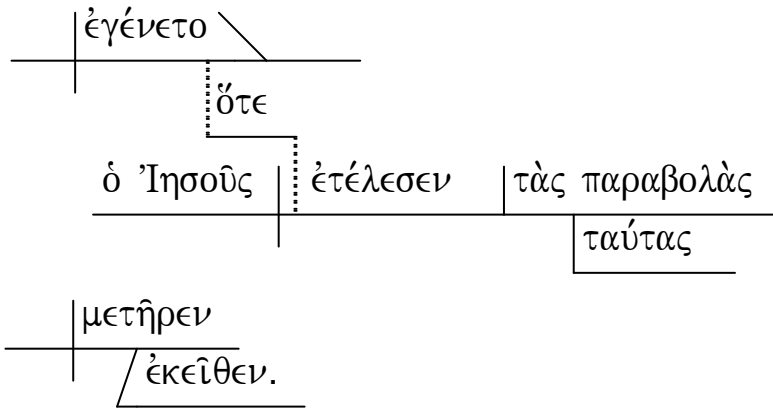 ἐγένετο
ὅτε
ὁ Ἰησοῦς ἐτέλεσεν τὰς παραβολὰς
ταύτας
μετῆρεν
ἐκεῖθεν.